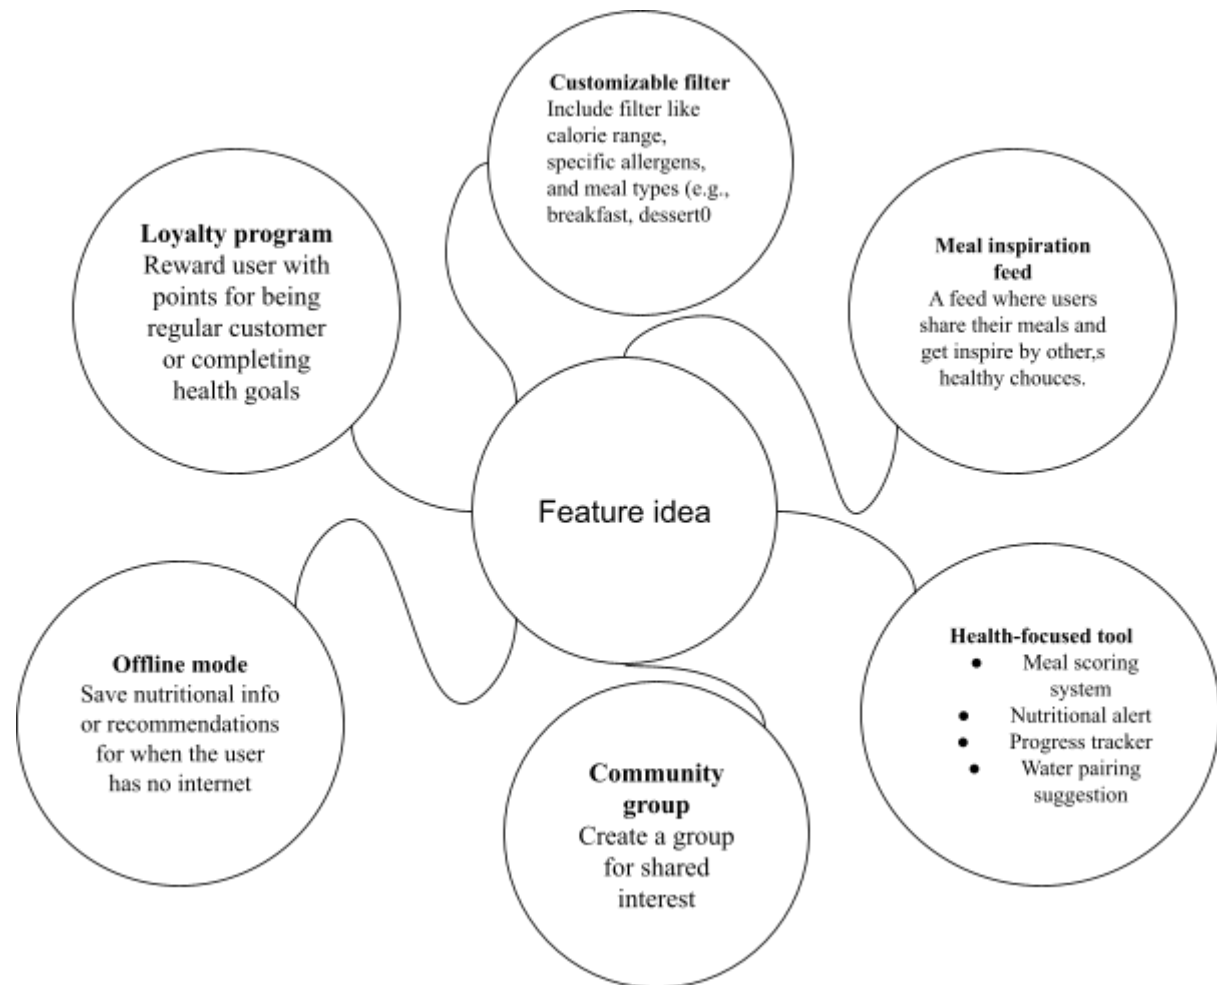 Customizable filter
Include filter like
calorie range,
specific allergens,
and meal types (e.g.,
breakfast, dessert0
Loyalty program
Reward user with
points for being
regular customer
or completing
health goals
Meal inspiration
feed
A feed where users
share their meals and
get inspire by other,s
healthy chouces.
Feature idea
Offline mode
Save nutritional info
or recommendations
for when the user
has no internet
Community
group
Create a group
for shared
interest
Health-focused tool
● Meal scoring
system
● Nutritional alert
● Progress tracker
● Water pairing
suggestion